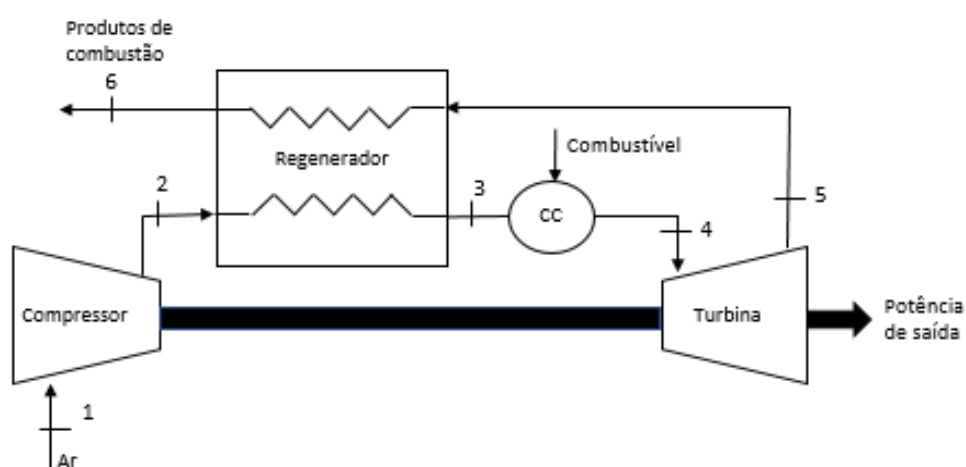 Produtos de
combustão
6
Regenerador
Combustível
2
3
CC
4
5
Compressor
Turbina
Potência
de saída
1
Ar